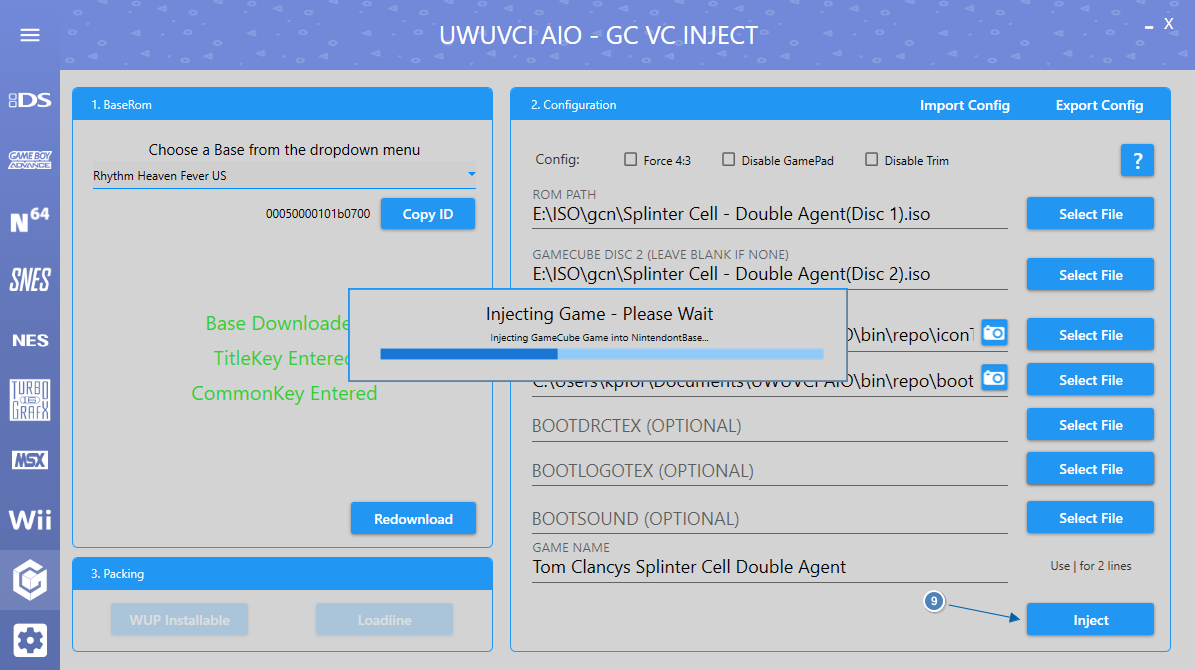 UWUVCI AIO - GC VC INJECT
X
DS
GAME BOY
ADVANCE
N64
SNES
NES
TURBO
GRAFX
MSX
Wii
1. BaseRom
Choose a Base from the dropdown menu
Rhythm Heaven Fever US
00050000101b0700
Copy ID
Base Downloade
TitleKey Entered
CommonKey Entered
Redownload
3. Packing
WUP Installable
Loadiine
2. Configuration
Import Config
Export Config
Config:
Force 4:3
Disable GamePad
Disable Trim
?
ROM PATH
E:\ISO\gcn\Splinter Cell - Double Agent(Disc 1).iso
Select File
GAMECUBE DISC 2 (LEAVE BLANK IF NONE)
E:\ISO\gcn\Splinter Cell - Double Agent(Disc 2).iso
Select File
Injecting Game - Please Wait
Injecting GameCube Game into NintendontBase...
\bin\repo\icon
Select File
C:\Users\kpfor\Documents\UWUVCI AIO\bin\repo\boot
Select File
BOOTDRCTEX (OPTIONAL)
Select File
BOOTLOGOTEX (OPTIONAL)
Select File
BOOTSOUND (OPTIONAL)
Select File
GAME NAME
Tom Clancys Splinter Cell Double Agent
Use | for 2 lines
9
Inject